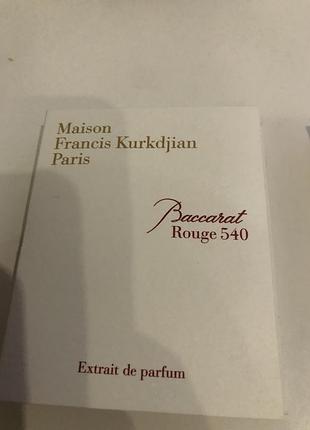 Maison
Francis Kurkdjian
Paris
Baccarat
Rouge 540
Extrait de parfum